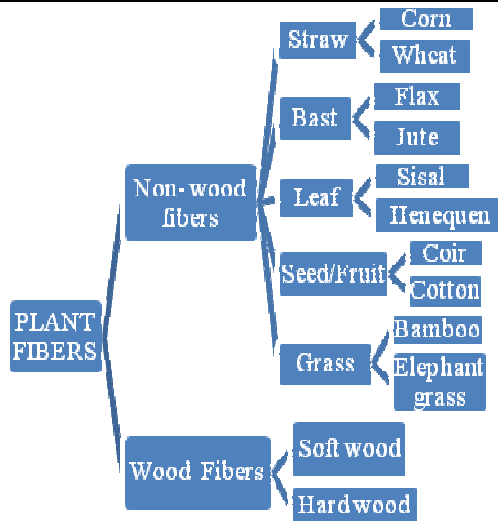 PLANT
FIBERS
Non-wood
fibers
Straw
Corn
Wheat
Bast
Flax
Jute
Leaf
Sisal
Henequen
Seed/Fruit
Coir
Cotton
Grass
Bamboo
Elephant
grass
Wood Fibers
Soft wood
Hardwood